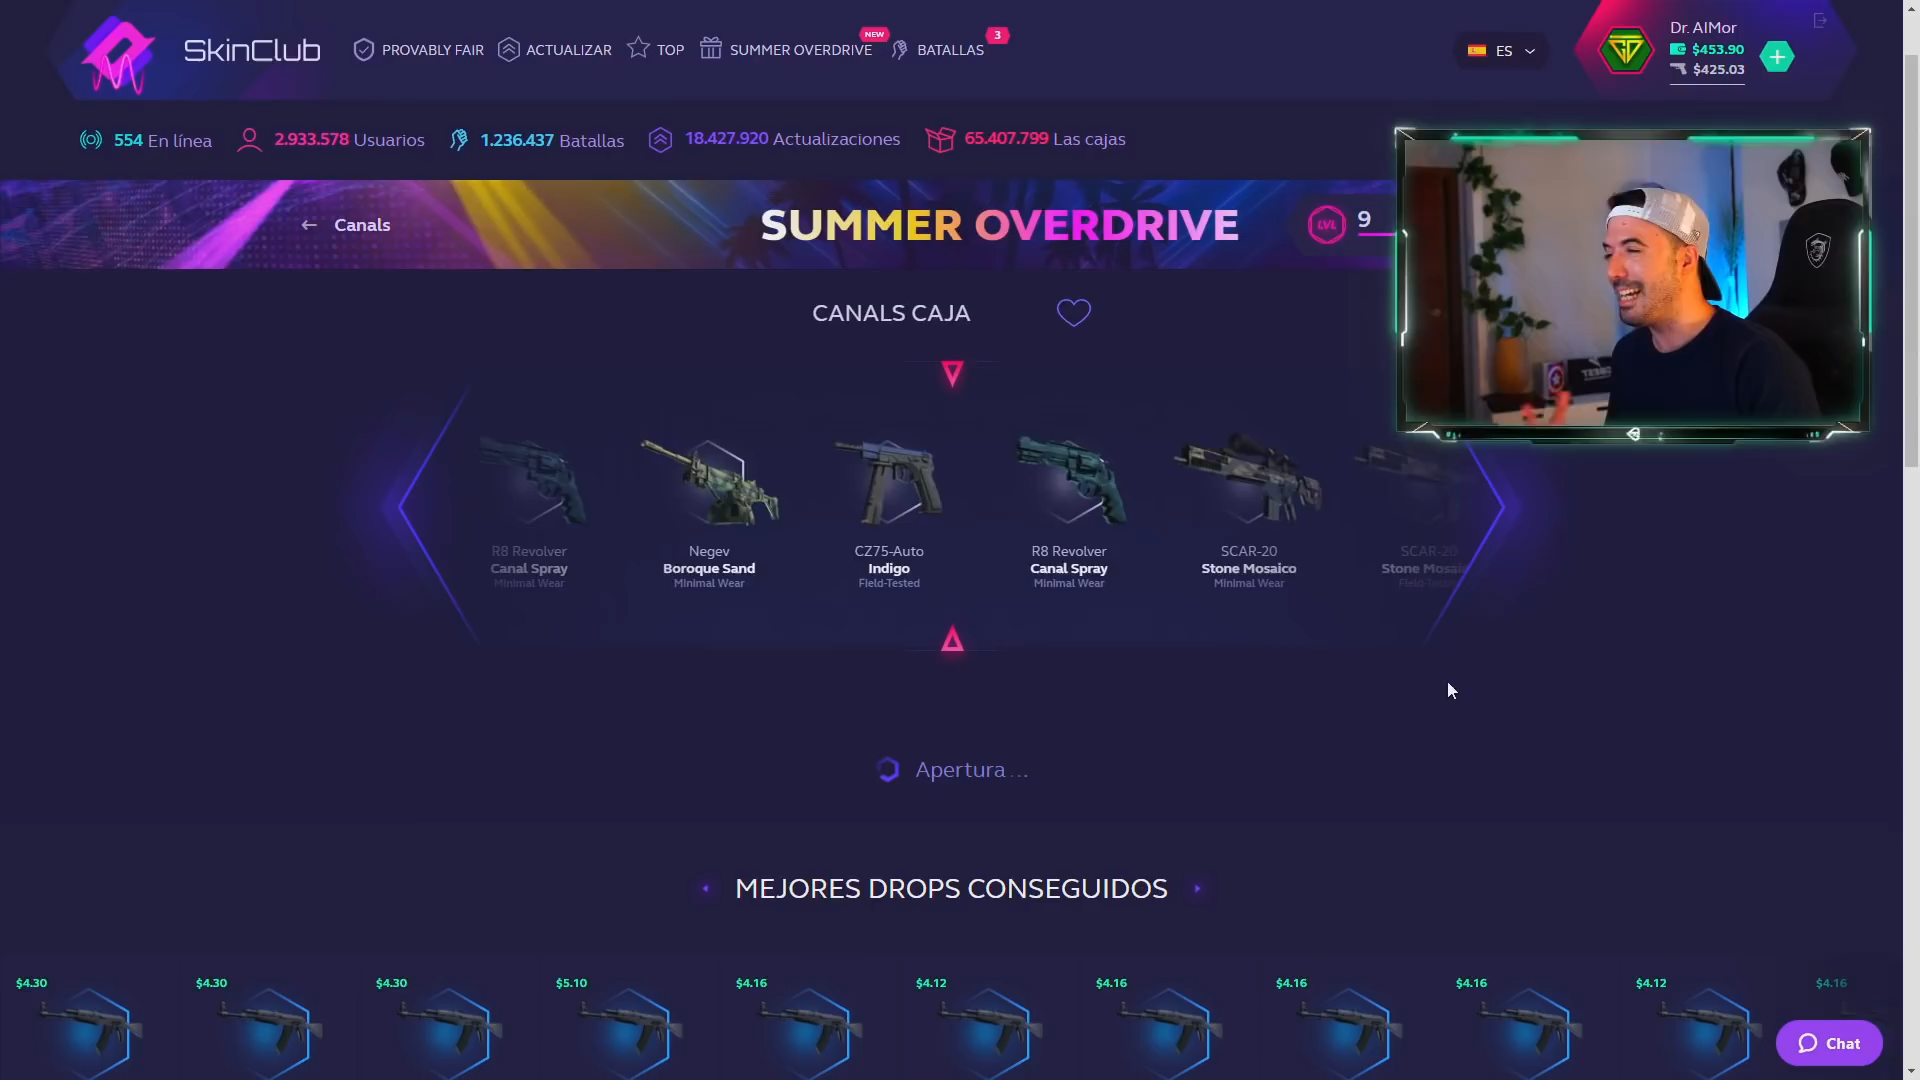 SkinClub
PROVABLY FAIR
ACTUALIZAR
TOP
NEW
SUMMER OVERDRIVE
3
BATALLAS
ES
Dr. AlMor
$453.90
$425.03
554 En línea
2.933.578 Usuarios
1.236.437 Batallas
18.427.920 Actualizaciones
65.407.799 Las cajas
← Canals
SUMMER OVERDRIVE
LVL
9
CANALS CAJA
R8 Revolver
Canal Spray
Minimal Wear
Negev
Boroque Sand
Minimal Wear
CZ75-Auto
Indigo
Field-Tested
R8 Revolver
Canal Spray
Minimal Wear
SCAR-20
Stone Mosaico
Minimal Wear
SCAR-20
Stone
Apertura ...
MEJORES DROPS CONSEGUIDOS
$4.30
$4.30
$4.30
$5.10
$4.16
$4.12
$4.16
$4.16
$4.16
$4.12
$4.16
Chat